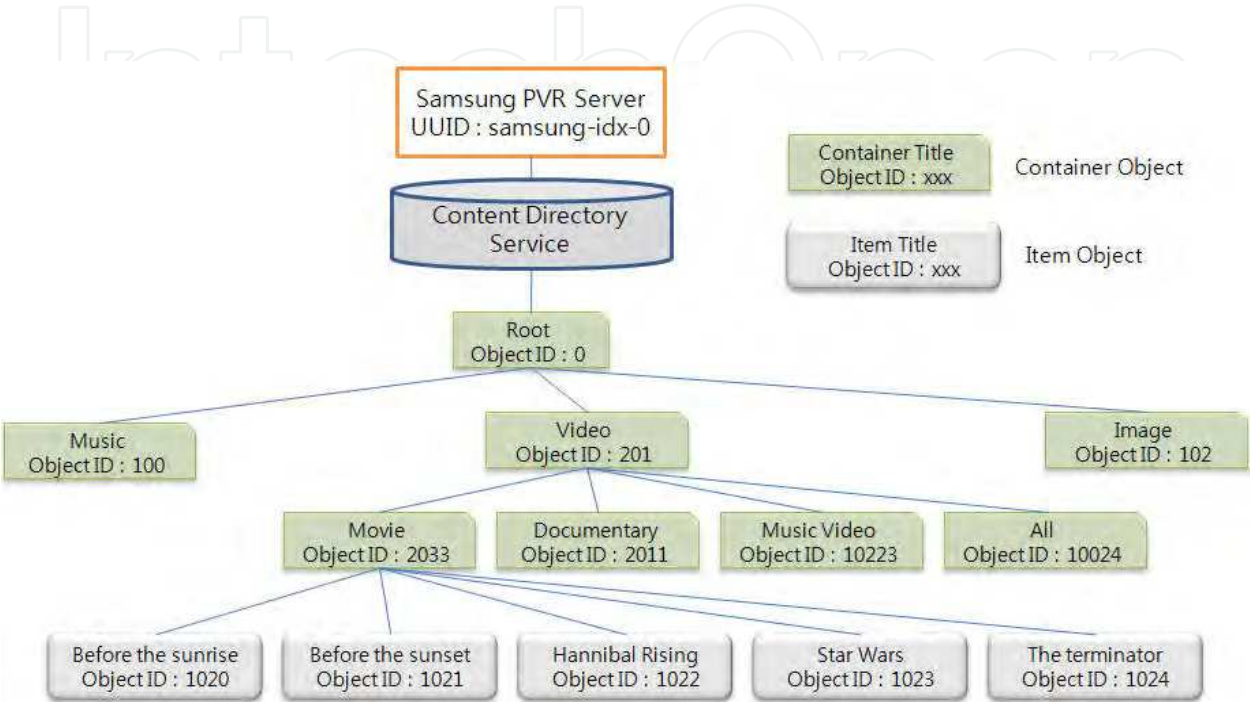 IntechOpen
Samsung PVR Server
UUID : samsung-idx-0
Container Title
Object ID : xxx
Container Object
Content Directory
Service
Item Title
Object ID : xxx
Item Object
Root
Object ID : 0
Music
Object ID : 100
Video
Object ID : 201
Image
Object ID : 102
Movie
Object ID : 2033
Documentary
Object ID : 2011
Music Video
Object ID : 10223
All
Object ID : 10024
Before the sunrise
Object ID : 1020
Before the sunset
Object ID : 1021
Hannibal Rising
Object ID : 1022
Star Wars
Object ID : 1023
The terminator
Object ID : 1024